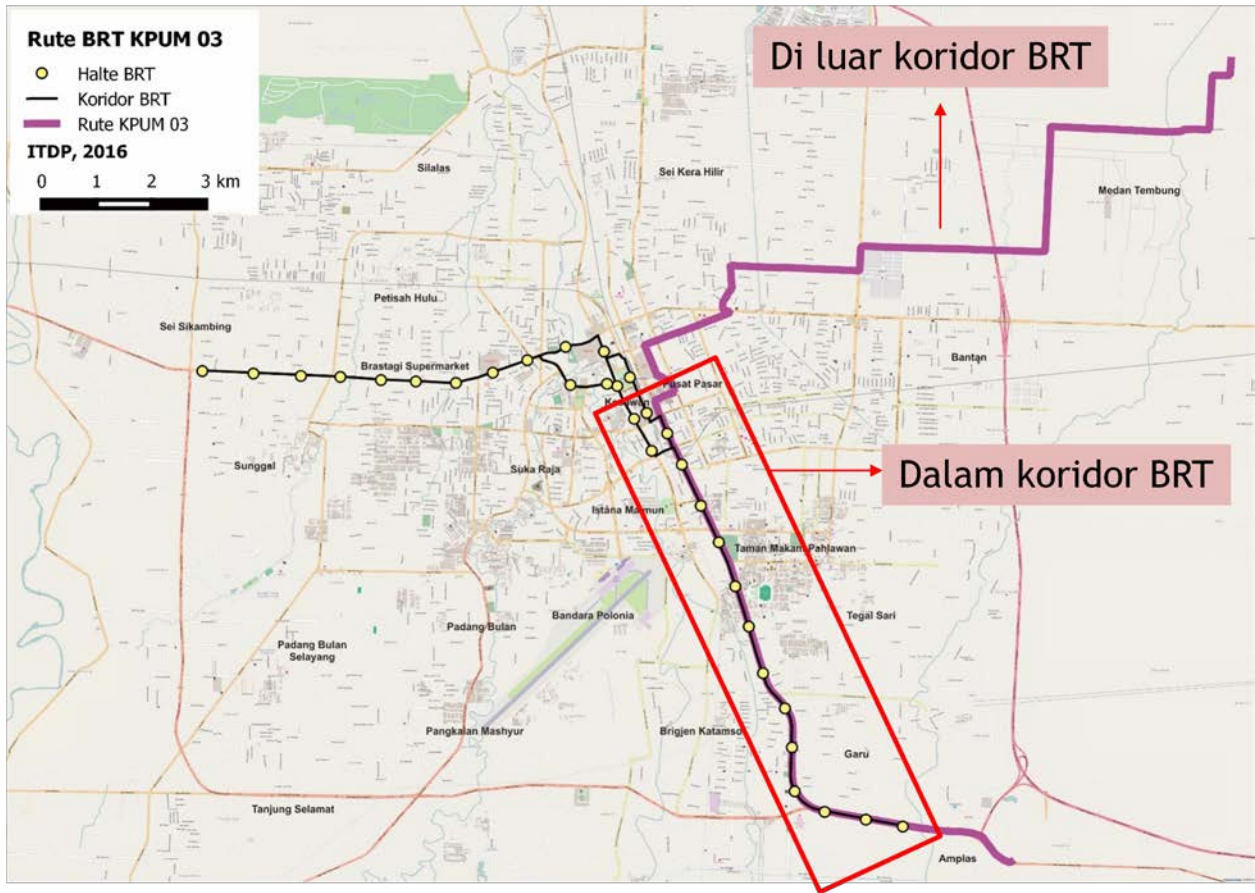 Rute BRT KPUM 03
Halte BRT
Koridor BRT
Rute KPUM 03
ITDP, 2016
0 1 2 3 km
Di luar koridor BRT
Silalas
Sei Kera Hilir
Medan Tembung
Petisah Hulu
Sei Sikambing
Brastagi Supermarket
Bantan
Pusat Pasar
Dalam koridor BRT
Sunggal
Suka Raja
Istana Maimun
Taman Makam Pahlawan
Bandara Polonia
Tegal Sari
Padang Bulan
Padang Bulan
Selayang
Pangkalan Mashyur
Brigjen Katamso
Garu
Tanjung Selamat
Amplas